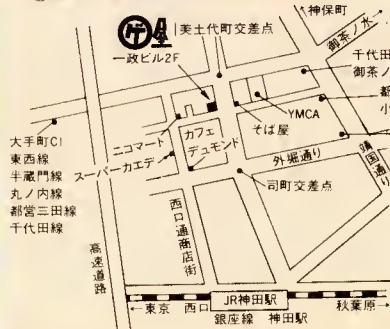 神保町
御茶ノ水
美土代町交差点
一政ビル2F
千代田
御茶ノ
都
小
YMCA
そば屋
ニコマート
カフェ
デュモンド
スーパーカエデ
大手町C1
東西線
半蔵門線
丸ノ内線
都営三田線
千代田線
外堀通り
靖国通り
司町交差点
西口通商店街
高速道路
東京
西口
JR神田駅
秋葉原
銀座線 神田駅